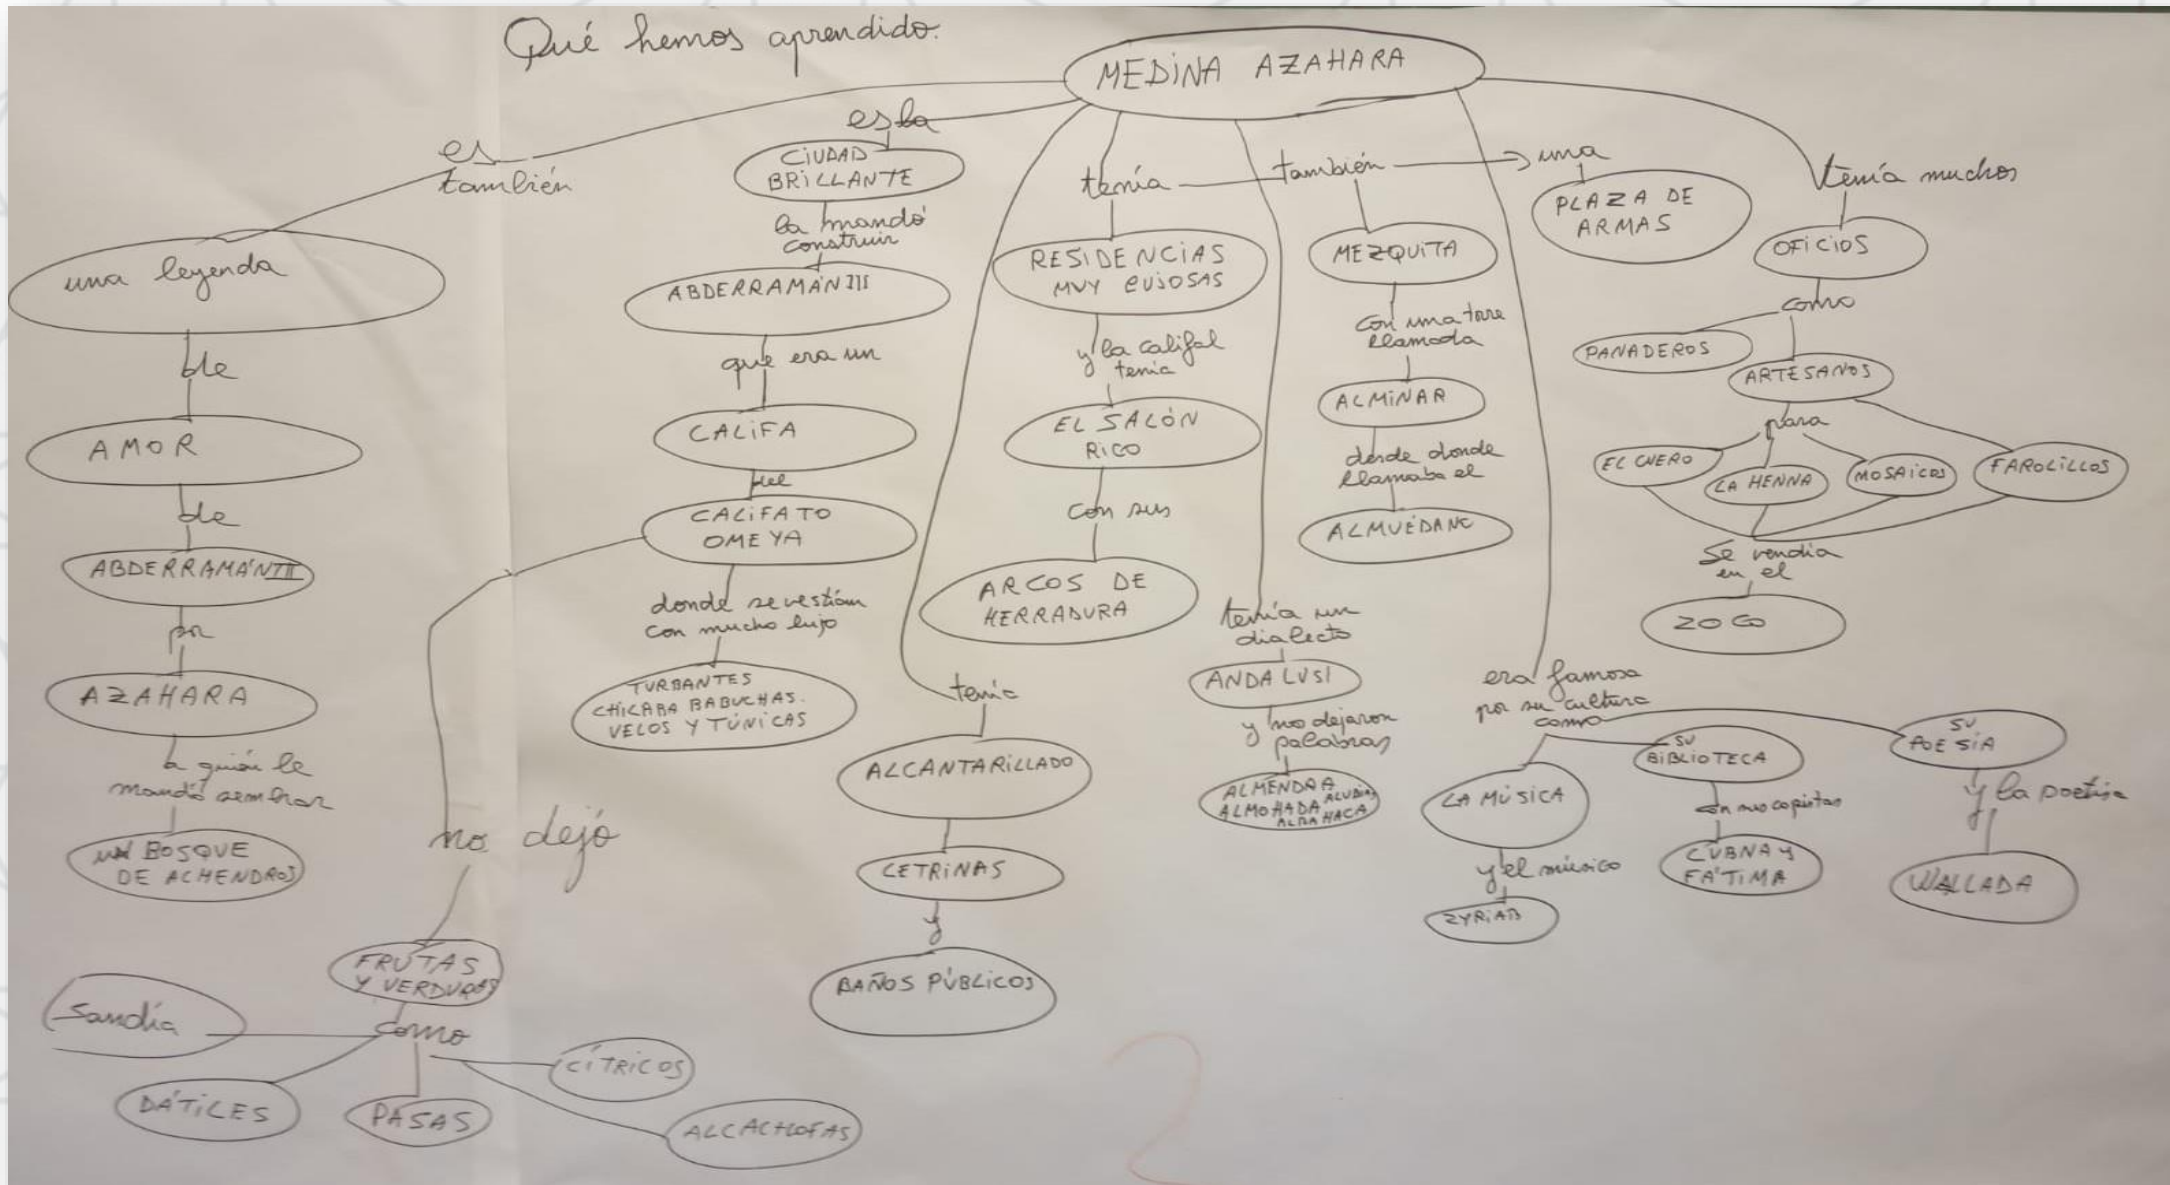 Qué hemos aprendido.
MEDINA AZAHARA
es
también
una leyenda
de
AMOR
de
ABDERRAMÁN III
por
AZAHARA
a quién le
mandó sembrar
UN BOSQUE
DE ALMENDROS
es la
CIUDAD
BRILLANTE
la mandó
construir
ABDERRAMÁN III
que era un
CALIFA
del
CALIFATO
OMEYA
donde se vestían
con mucho lujo
TURBANTES
CHILABA BABUCHAS.
VELOS Y TÚNICAS
nos dejó
FRUTAS
Y VERDURAS
como
Sandía
DÁTILES
PASAS
CÍTRICOS
ALCACHOFAS
tenía
ALCANTARILLADO
LETRINAS
y
BAÑOS PÚBLICOS
tenía
RESIDENCIAS
MUY LUJOSAS
y la califal
tenía
EL SALÓN
RICO
con sus
ARCOS DE
HERRADURA
también
MEZQUITA
con una torre
llamada
ALMINAR
desde donde
llamaba el
ALMUÉDANO
una
PLAZA DE
ARMAS
tenía un
dialecto
ANDALUSI
y nos dejaron
palabras
ALMENDRA
ALMOHADA
ALBAHACA
era famosa
por su cultura
como
LA MÚSICA
y el músico
ZYRIAB
SU
BIBLIOTECA
con sus copistas
LUBNA Y
FÁTIMA
SU
POESÍA
y la poetisa
WALLADA
tenía muchos
OFICIOS
como
PANADEROS
ARTESANOS
para
EL CUERO
LA HENNA
MOSAICOS
FAROLILLOS
Se vendía
en el
ZOCO
2